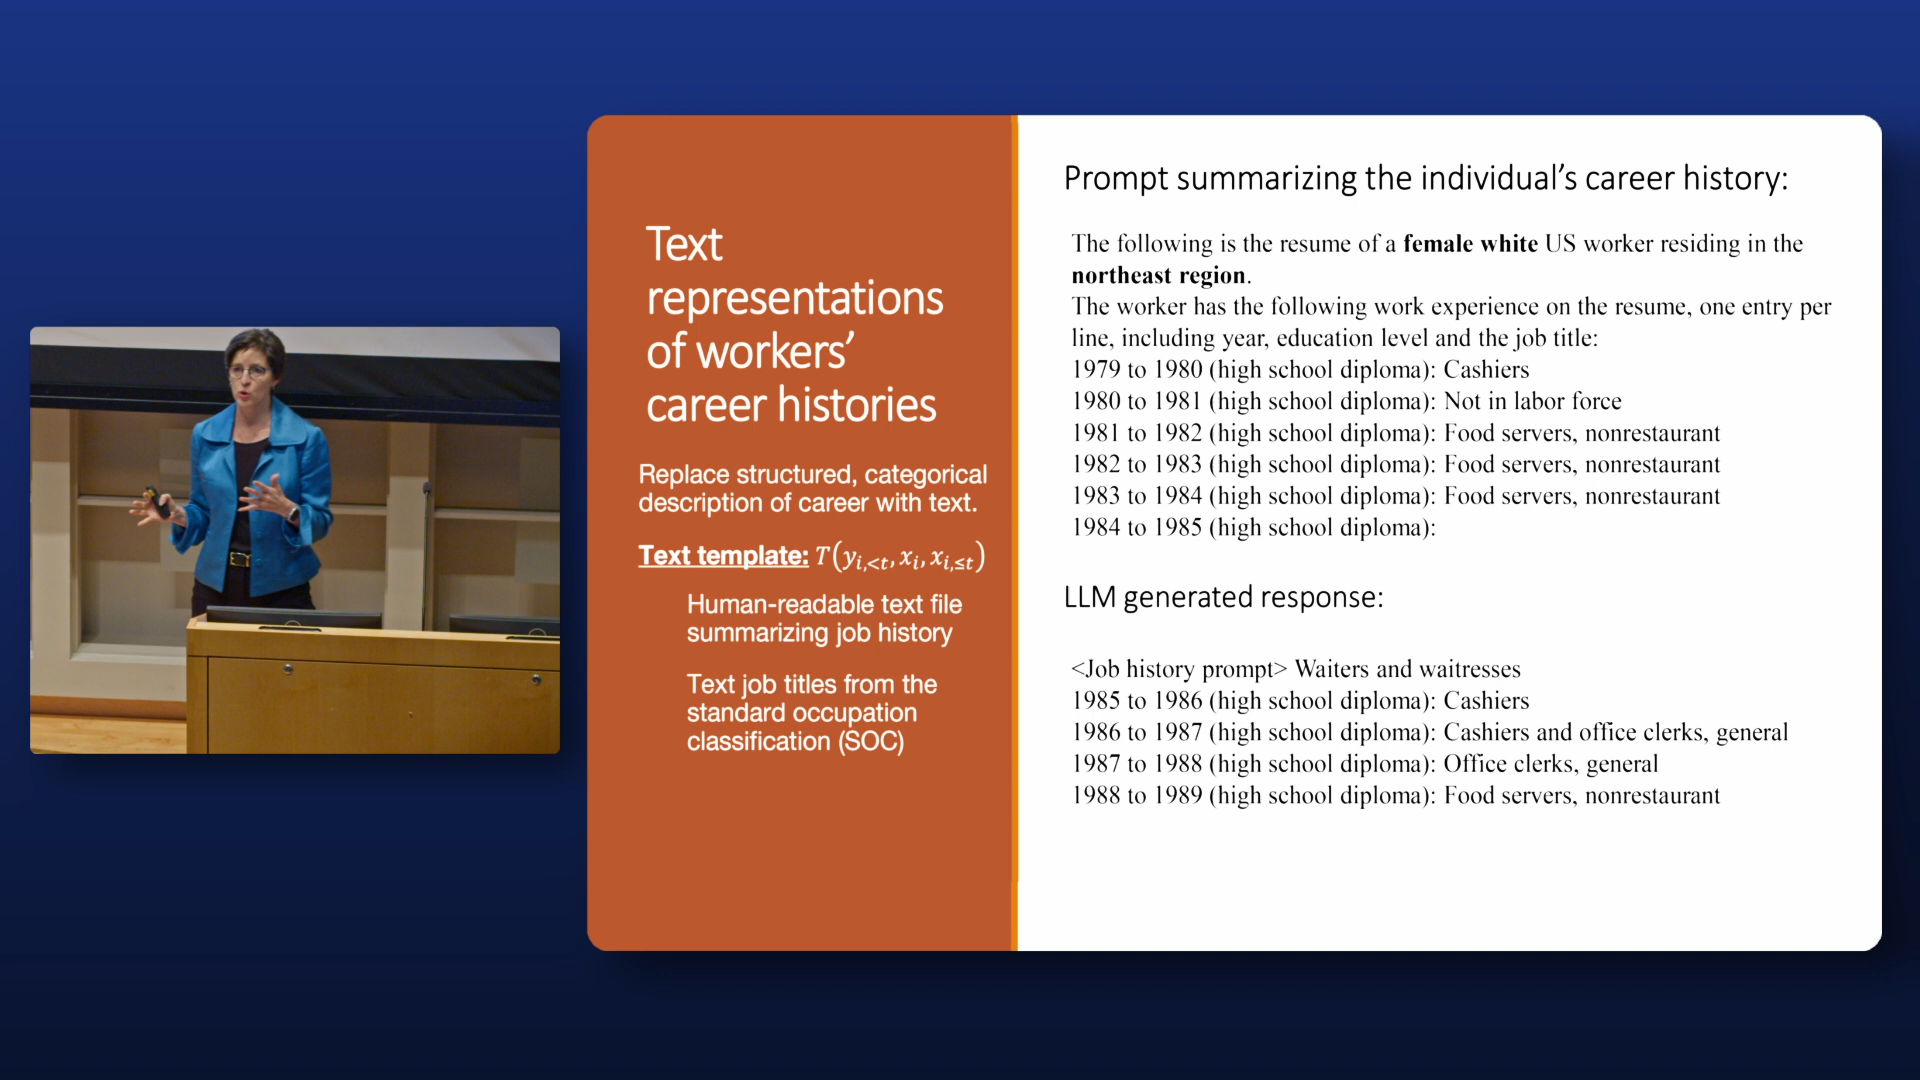 Text
representations
of workers’
career histories
Replace structured, categorical
description of career with text.
Text template: T(y_{i,<t}, x_i, x_{i,≤t})
Human-readable text file
summarizing job history
Text job titles from the
standard occupation
classification (SOC)
Prompt summarizing the individual’s career history:
The following is the resume of a female white US worker residing in the
northeast region.
The worker has the following work experience on the resume, one entry per
line, including year, education level and the job title:
1979 to 1980 (high school diploma): Cashiers
1980 to 1981 (high school diploma): Not in labor force
1981 to 1982 (high school diploma): Food servers, nonrestaurant
1982 to 1983 (high school diploma): Food servers, nonrestaurant
1983 to 1984 (high school diploma): Food servers, nonrestaurant
1984 to 1985 (high school diploma):
LLM generated response:
<Job history prompt> Waiters and waitresses
1985 to 1986 (high school diploma): Cashiers
1986 to 1987 (high school diploma): Cashiers and office clerks, general
1987 to 1988 (high school diploma): Office clerks, general
1988 to 1989 (high school diploma): Food servers, nonrestaurant